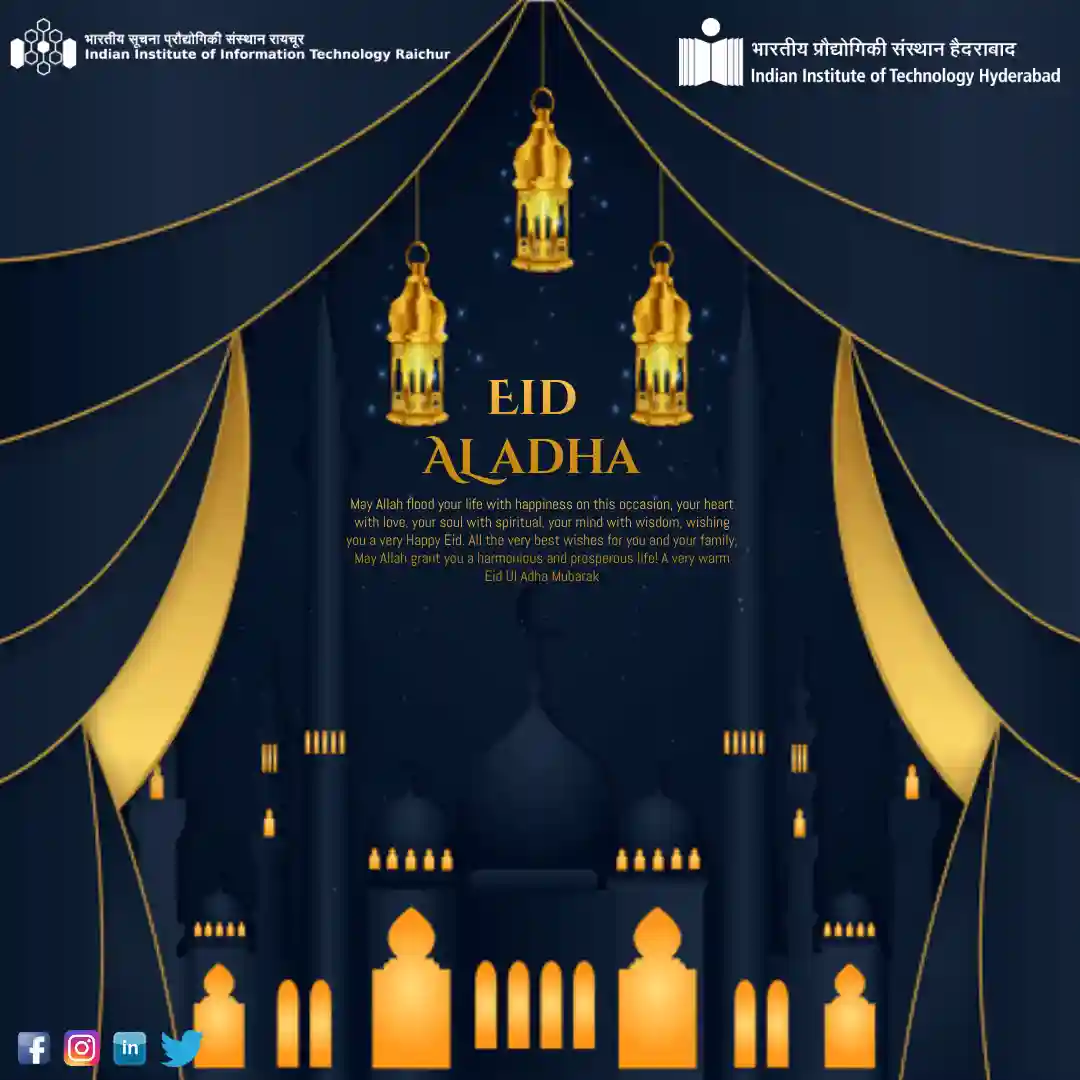 भारतीय सूचना प्रौद्योगिकी संस्थान रायचूर
Indian Institute of Information Technology Raichur
भारतीय प्रौद्योगिकी संस्थान हैदराबाद
Indian Institute of Technology Hyderabad
EID
AL ADHA
May Allah flood your life with happiness on this occasion, your heart
with love, your soul with spiritual, your mind with wisdom, wishing
you a very Happy Eid. All the very best wishes for you and your family,
May Allah grant you a harmonious and prosperous life! A very warm
Eid Ul Adha Mubarak
f
in